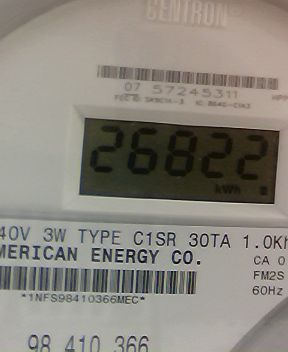 CENTRON®
07 57245311
26822
kWh
40V 3W TYPE C1SR 30TA 1.0Kh
MERICAN ENERGY CO.
CA 0
FM2S
60Hz
*1NFS98410366MEC*
98 410 366